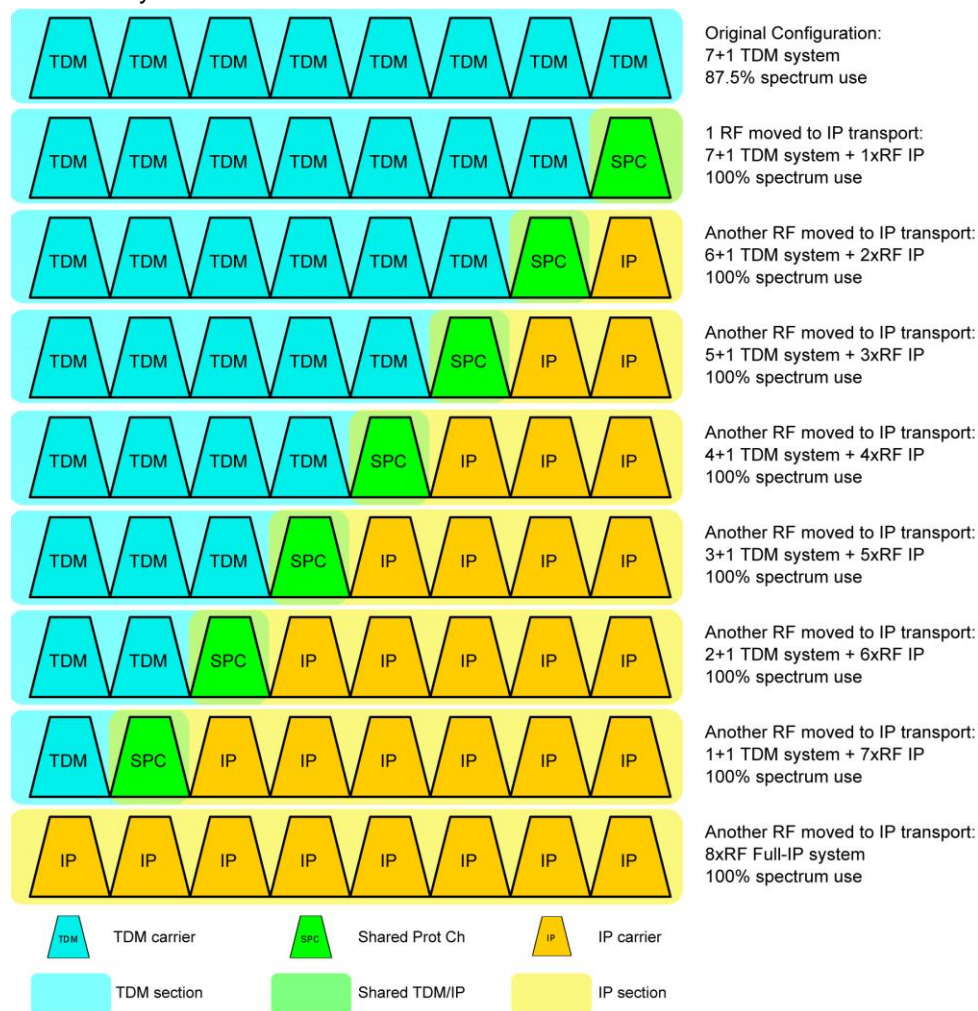 TDM TDM TDM TDM TDM TDM TDM TDM
Original Configuration:
7+1 TDM system
87.5% spectrum use
TDM TDM TDM TDM TDM TDM TDM SPC
1 RF moved to IP transport:
7+1 TDM system + 1xRF IP
100% spectrum use
TDM TDM TDM TDM TDM TDM SPC IP
Another RF moved to IP transport:
6+1 TDM system + 2xRF IP
100% spectrum use
TDM TDM TDM TDM TDM SPC IP IP
Another RF moved to IP transport:
5+1 TDM system + 3xRF IP
100% spectrum use
TDM TDM TDM TDM SPC IP IP IP
Another RF moved to IP transport:
4+1 TDM system + 4xRF IP
100% spectrum use
TDM TDM TDM SPC IP IP IP IP
Another RF moved to IP transport:
3+1 TDM system + 5xRF IP
100% spectrum use
TDM TDM SPC IP IP IP IP IP
Another RF moved to IP transport:
2+1 TDM system + 6xRF IP
100% spectrum use
TDM SPC IP IP IP IP IP IP
Another RF moved to IP transport:
1+1 TDM system + 7xRF IP
100% spectrum use
IP IP IP IP IP IP IP IP
Another RF moved to IP transport:
8xRF Full-IP system
100% spectrum use
TDM TDM carrier SPC Shared Prot Ch IP IP carrier
TDM section Shared TDM/IP IP section